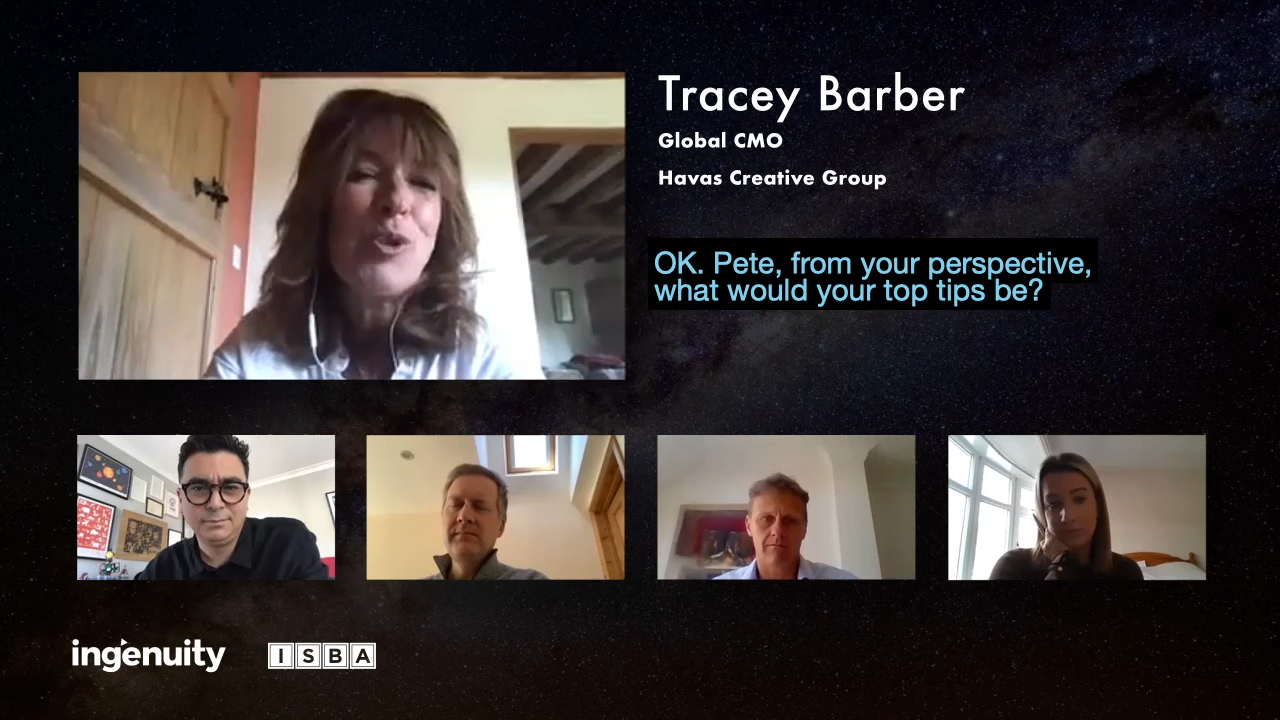 Tracey Barber
Global CMO
Havas Creative Group
OK. Pete, from your perspective,
what would your top tips be?
ingenuity
ISBA